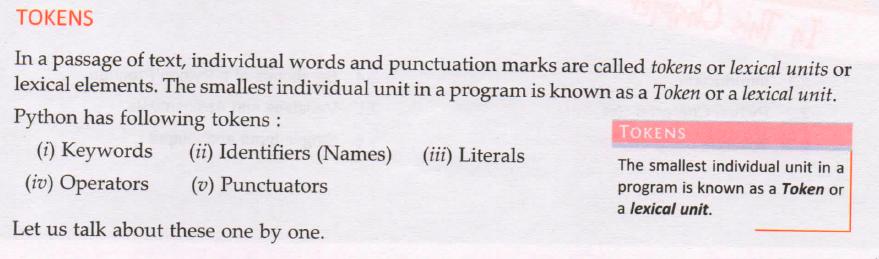 TOKENS
In a passage of text, individual words and punctuation marks are called tokens or lexical units or
lexical elements. The smallest individual unit in a program is known as a Token or a lexical unit.
Python has following tokens :
(i) Keywords (ii) Identifiers (Names) (iii) Literals
(iv) Operators (v) Punctuators
Let us talk about these one by one.
TOKENS
The smallest individual unit in a
program is known as a Token or
a lexical unit.